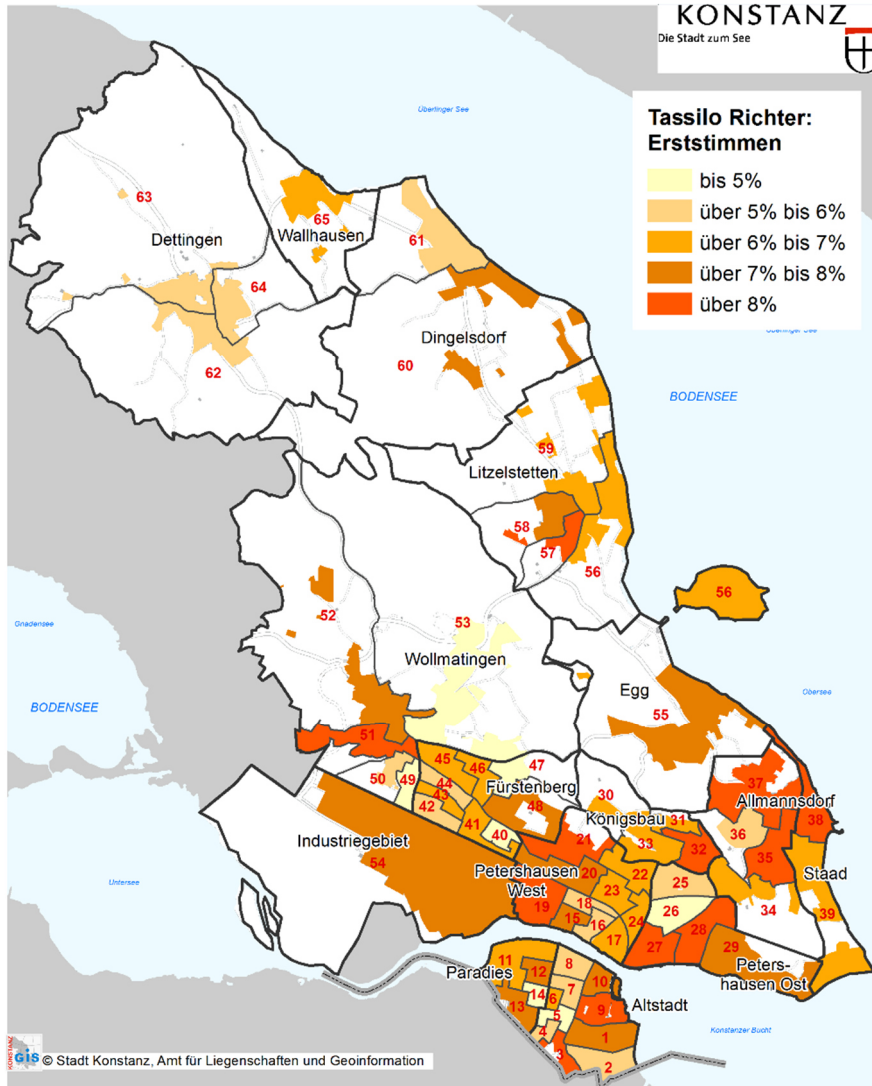 KONSTANZ
Die Stadt zum See
Tassilo Richter:
Erststimmen
bis 5%
über 5% bis 6%
über 6% bis 7%
über 7% bis 8%
über 8%
Überlinger See
63
Dettingen
65
Wallhausen
61
64
Dingelsdorf
60
62
Überlinger See
BODENSEE
59
Litzelstetten
58
57
56
56
52
53
Wollmatingen
Gnadensee
BODENSEE
Egg
55
Übersee
51
50
49
45
46
47
44
43
42
Fürstenberg
48
41
40
30
Königsbau
31
33
32
21
37
Allmannsdorf
38
36
35
Staad
34
39
Industriegebiet
54
Untersee
Petershausen
West
20
22
23
19
18
15
16
24
17
25
26
27
28
29
Peters-
hausen Ost
Paradies
11
12
8
7
10
14
6
13
5
9
Altstadt
4
3
1
2
Konstanzer Bucht
KONSTANZ
GIS
© Stadt Konstanz, Amt für Liegenschaften und Geoinformation